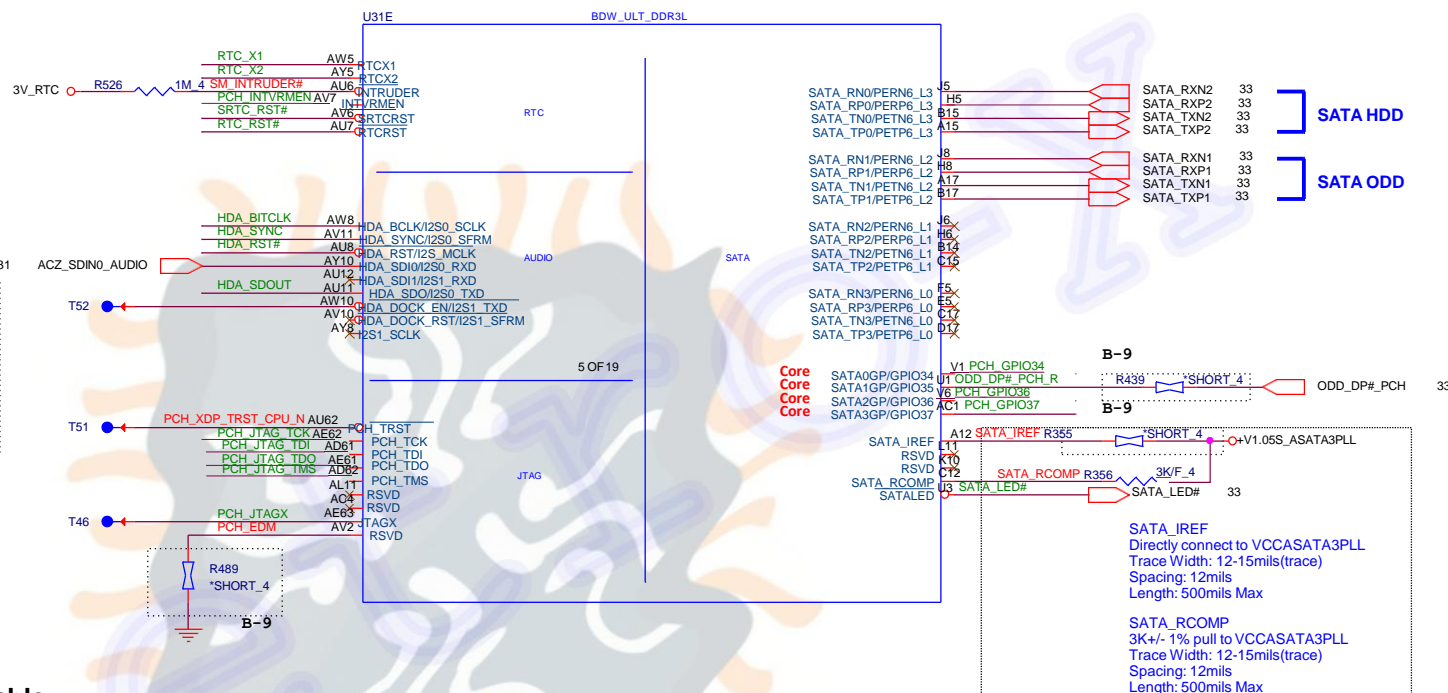 U31E
BDW_ULT_DDR3L
RTC_X1 AW5 RTCX1
RTC_X2 AY5 RTCX2
3V_RTC R526 1M_4 SM_INTRUDER# AU6 INTRUDER
PCH_INTVRMEN AV7 INTVRMEN
SRTC_RST# AV6 SRTCRST
RTC_RST# AU7 RTCRST
RTC
SATA_RN0/PERN6_L3 J5 SATA_RXN2 33
SATA_RP0/PERP6_L3 H5 SATA_RXP2 33
SATA_TN0/PETN6_L3 B15 SATA_TXN2 33
SATA_TP0/PETP6_L3 A15 SATA_TXP2 33
SATA HDD
SATA_RN1/PERN6_L2 J8 SATA_RXN1 33
SATA_RP1/PERP6_L2 H8 SATA_RXP1 33
SATA_TN1/PETN6_L2 A17 SATA_TXN1 33
SATA_TP1/PETP6_L2 B17 SATA_TXP1 33
SATA ODD
HDA_BITCLK AW8 HDA_BCLK/I2S0_SCLK
HDA_SYNC AV11 HDA_SYNC/I2S0_SFRM
HDA_RST# AU8 HDA_RST/I2S_MCLK
31 ACZ_SDIN0_AUDIO AY10 HDA_SDI0/I2S0_RXD
AU12 HDA_SDI1/I2S1_RXD
HDA_SDOUT AU11 HDA_SDO/I2S0_TXD
T52 AW10 HDA_DOCK_EN/I2S1_TXD
AV10 HDA_DOCK_RST/I2S1_SFRM
AY8 I2S1_SCLK
AUDIO
SATA
SATA_RN2/PERN6_L1 J6
SATA_RP2/PERP6_L1 H6
SATA_TN2/PETN6_L1 B14
SATA_TP2/PETP6_L1 C15
SATA_RN3/PERN6_L0 F5
SATA_RP3/PERP6_L0 E5
SATA_TN3/PETN6_L0 C17
SATA_TP3/PETP6_L0 D17
5 OF 19
B-9
Core SATA0GP/GPIO34 V1 PCH_GPIO34
Core SATA1GP/GPIO35 U1 ODD_DP#_PCH_R R439 *SHORT_4 ODD_DP#_PCH 33
Core SATA2GP/GPIO36 V6 PCH_GPIO36
Core SATA3GP/GPIO37 AC1 PCH_GPIO37
B-9
T51 PCH_XDP_TRST_CPU_N AU62 PCH_TRST
PCH_JTAG_TCK AE62 PCH_TCK
PCH_JTAG_TDI AD61 PCH_TDI
PCH_JTAG_TDO AE61 PCH_TDO
PCH_JTAG_TMS AD62 PCH_TMS
AL11 RSVD
AC4 RSVD
T46 PCH_JTAGX AE63 JTAGX
PCH_EDM AV2 RSVD
JTAG
SATA_IREF A12 SATA_IREF R355 *SHORT_4 +V1.05S_ASATA3PLL
RSVD L11
RSVD K10
SATA_RCOMP C12 SATA_RCOMP R356 3K/F_4
SATALED U3 SATA_LED# SATA_LED# 33
R489
*SHORT_4
B-9
SATA_IREF
Directly connect to VCCASATA3PLL
Trace Width: 12-15mils(trace)
Spacing: 12mils
Length: 500mils Max
SATA_RCOMP
3K+/- 1% pull to VCCASATA3PLL
Trace Width: 12-15mils(trace)
Spacing: 12mils
Length: 500mils Max